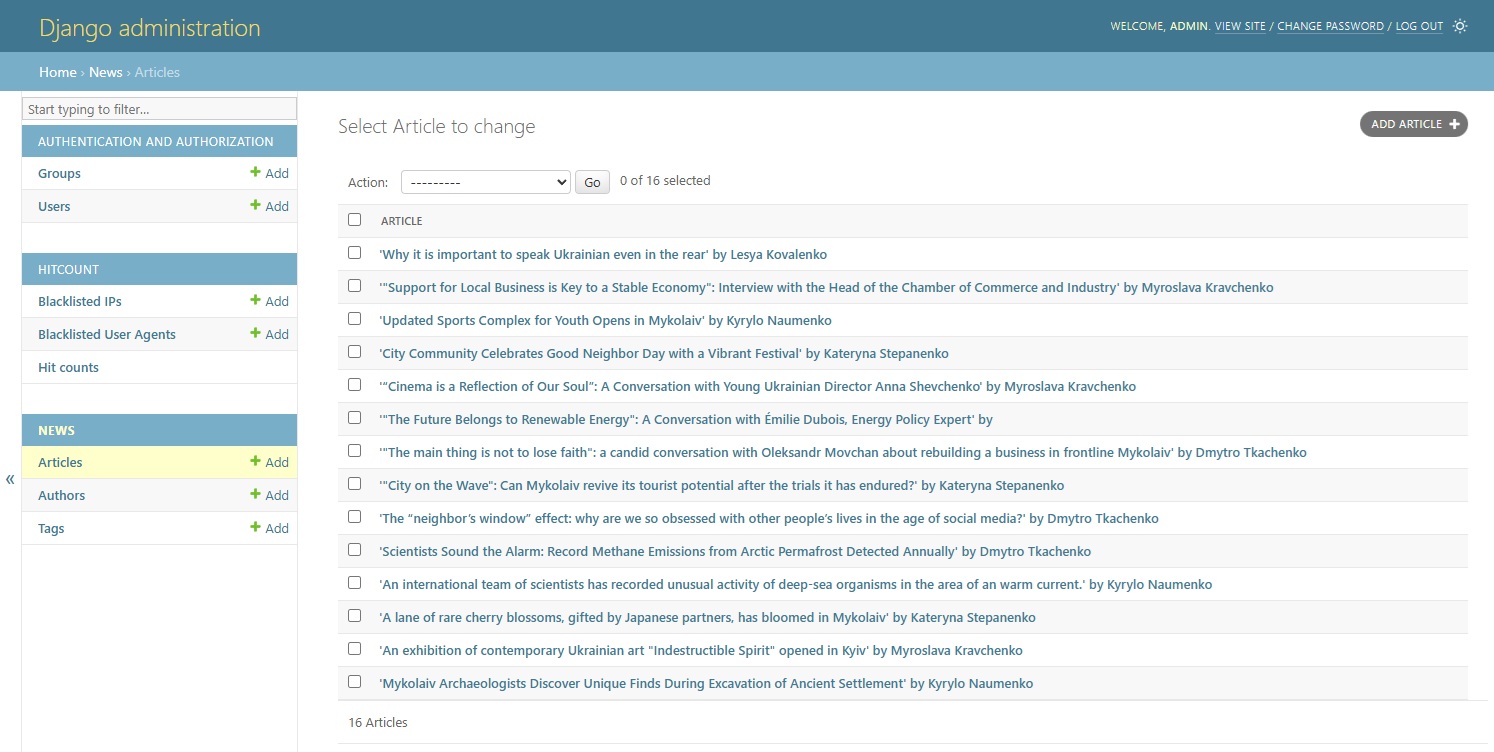 Django administration
WELCOME, ADMIN. VIEW SITE / CHANGE PASSWORD / LOG OUT
Home › News › Articles
Start typing to filter...
AUTHENTICATION AND AUTHORIZATION
Groups + Add
Users + Add
HITCOUNT
Blacklisted IPs + Add
Blacklisted User Agents + Add
Hit counts
NEWS
Articles + Add
Authors + Add
Tags + Add
«
Select Article to change
ADD ARTICLE +
Action: --------- Go 0 of 16 selected
ARTICLE
'Why it is important to speak Ukrainian even in the rear' by Lesya Kovalenko
'"Support for Local Business is Key to a Stable Economy": Interview with the Head of the Chamber of Commerce and Industry' by Myroslava Kravchenko
'Updated Sports Complex for Youth Opens in Mykolaiv' by Kyrylo Naumenko
'City Community Celebrates Good Neighbor Day with a Vibrant Festival' by Kateryna Stepanenko
'“Cinema is a Reflection of Our Soul”: A Conversation with Young Ukrainian Director Anna Shevchenko' by Myroslava Kravchenko
'"The Future Belongs to Renewable Energy": A Conversation with Émilie Dubois, Energy Policy Expert' by
'"The main thing is not to lose faith": a candid conversation with Oleksandr Movchan about rebuilding a business in frontline Mykolaiv' by Dmytro Tkachenko
'"City on the Wave": Can Mykolaiv revive its tourist potential after the trials it has endured?' by Kateryna Stepanenko
'The “neighbor’s window” effect: why are we so obsessed with other people’s lives in the age of social media?' by Dmytro Tkachenko
'Scientists Sound the Alarm: Record Methane Emissions from Arctic Permafrost Detected Annually' by Dmytro Tkachenko
'An international team of scientists has recorded unusual activity of deep-sea organisms in the area of an warm current.' by Kyrylo Naumenko
'A lane of rare cherry blossoms, gifted by Japanese partners, has bloomed in Mykolaiv' by Kateryna Stepanenko
'An exhibition of contemporary Ukrainian art "Indestructible Spirit" opened in Kyiv' by Myroslava Kravchenko
'Mykolaiv Archaeologists Discover Unique Finds During Excavation of Ancient Settlement' by Kyrylo Naumenko
16 Articles